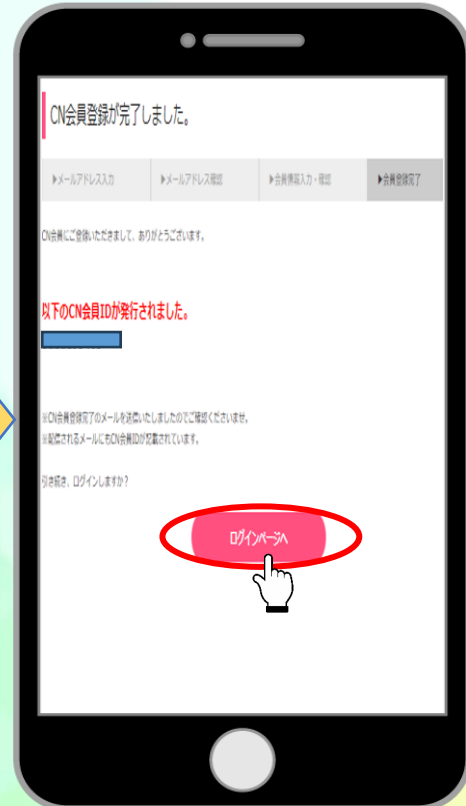 CN会員登録が完了しました。
▶メールアドレス入力 ▶メールアドレス確認 ▶会員情報入力・確認 ▶会員登録完了
CN会員にご登録いただきまして、ありがとうございます。
以下のCN会員IDが発行されました。
※CN会員登録完了のメールを送信いたしましたのでご確認くださいませ。
※配信されるメールにもCN会員IDが記載されています。
引き続き、ログインしますか?
ログインページへ